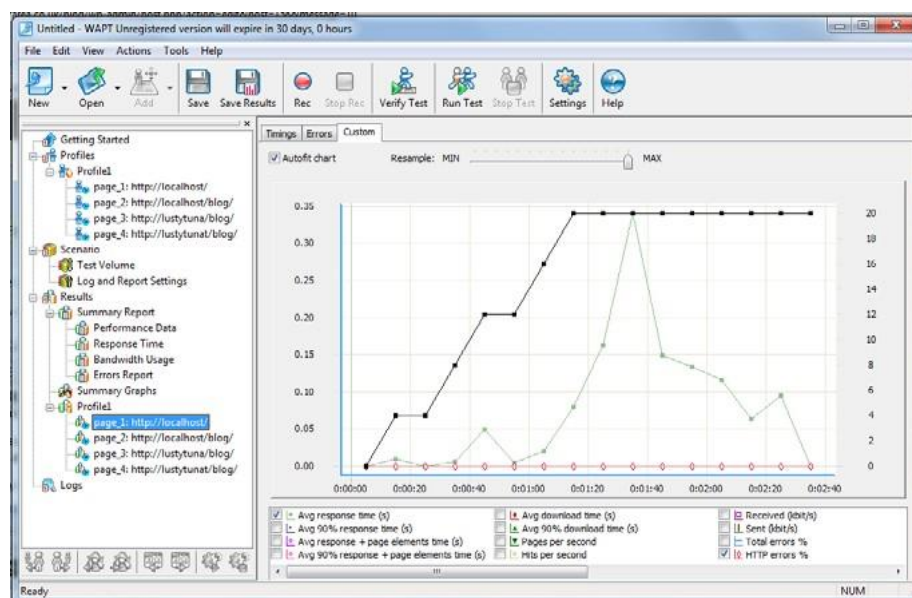 Untitled - WAPT Unregistered version will expire in 30 days, 0 hours
File Edit View Actions Tools Help
New Open Add Save Save Results Rec Stop Rec Verify Test Run Test Stop Test Settings Help
Getting Started
Profiles
Profile1
page_1: http://localhost/
page_2: http://localhost/blog/
page_3: http://lustytuna/blog/
page_4: http://lustytunat/blog/
Scenario
Test Volume
Log and Report Settings
Results
Summary Report
Performance Data
Response Time
Bandwidth Usage
Errors Report
Summary Graphs
Profile1
page_1: http://localhost/
page_2: http://localhost/blog/
page_3: http://lustytuna/blog/
page_4: http://lustytunat/blog/
Logs
Timings Errors Custom
Autofit chart Resample: MIN MAX
0.35 20
0.30 18
16
0.25 14
0.20 12
10
0.15 8
0.10 6
4
0.05 2
0.00 0
0:00:00 0:00:20 0:00:40 0:01:00 0:01:20 0:01:40 0:02:00 0:02:20 0:02:40
Avg response time (s) Avg download time (s) Received (kbit/s)
Avg 90% response time (s) Avg 90% download time (s) Sent (kbit/s)
Avg response + page elements time (s) Pages per second Total errors %
Avg 90% response + page elements time (s) Hits per second HTTP errors %
Ready NUM